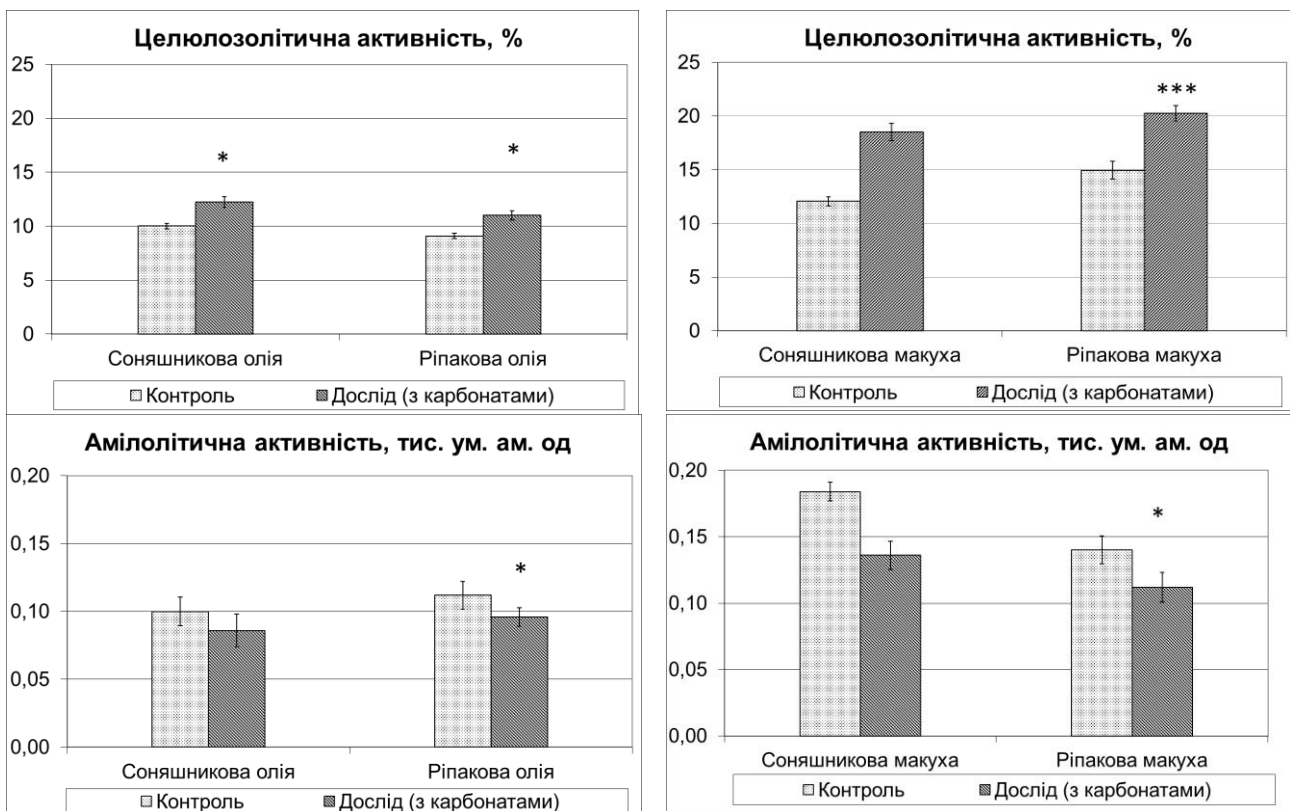 Целюлозолітична активність, %
25
20
15
10
5
0
*
*
Соняшникова олія
Ріпакова олія
Контроль
Дослід (з карбонатами)
Целюлозолітична активність, %
25
20
15
10
5
0
***
Соняшникова макуха
Ріпакова макуха
Контроль
Дослід (з карбонатами)
Амілолітична активність, тис. ум. ам. од
0,20
0,15
0,10
0,05
0,00
*
Соняшникова олія
Ріпакова олія
Контроль
Дослід (з карбонатами)
Амілолітична активність, тис. ум. ам. од
0,20
0,15
0,10
0,05
0,00
*
Соняшникова макуха
Ріпакова макуха
Контроль
Дослід (з карбонатами)